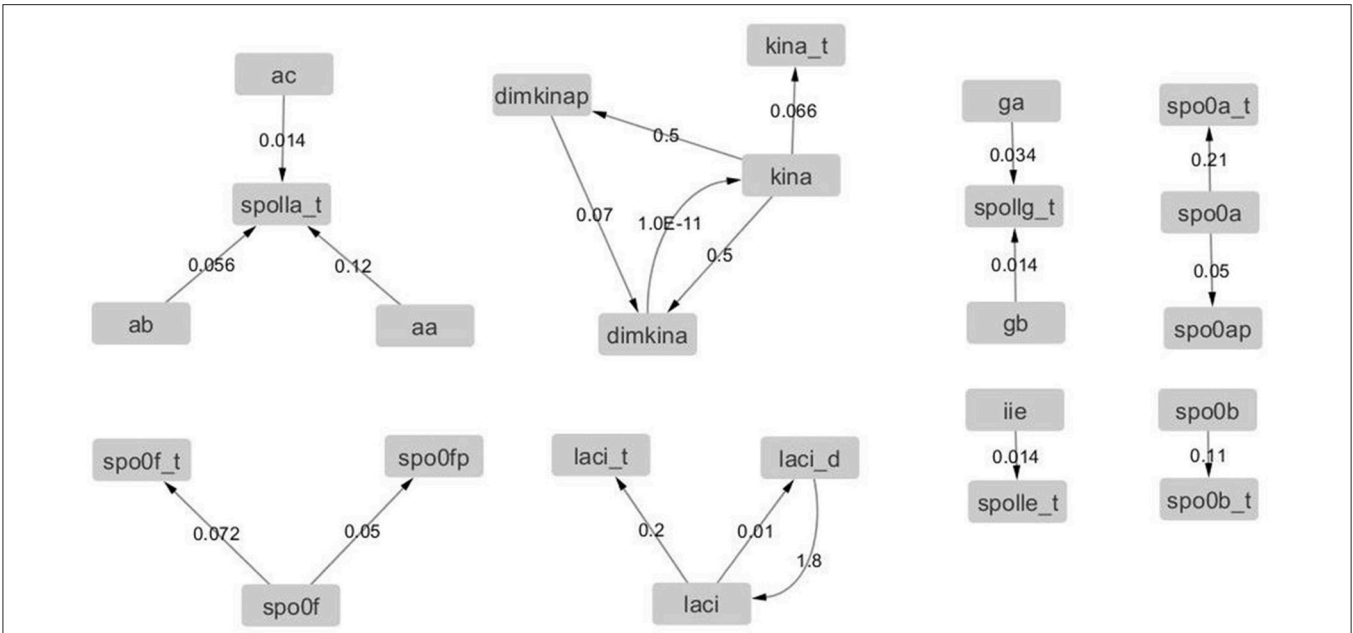 ac
0.014
spolla_t
0.056
0.12
ab
aa
kina_t
dimkinap
0.066
0.5
kina
0.07
1.0E-11
0.5
dimkina
ga
0.034
spollg_t
0.014
gb
spo0a_t
0.21
spo0a
0.05
spo0ap
iie
0.014
spolle_t
spo0b
0.11
spo0b_t
spo0f_t
spo0fp
0.072
0.05
spo0f
laci_t
laci_d
0.2
0.01
1.8
laci